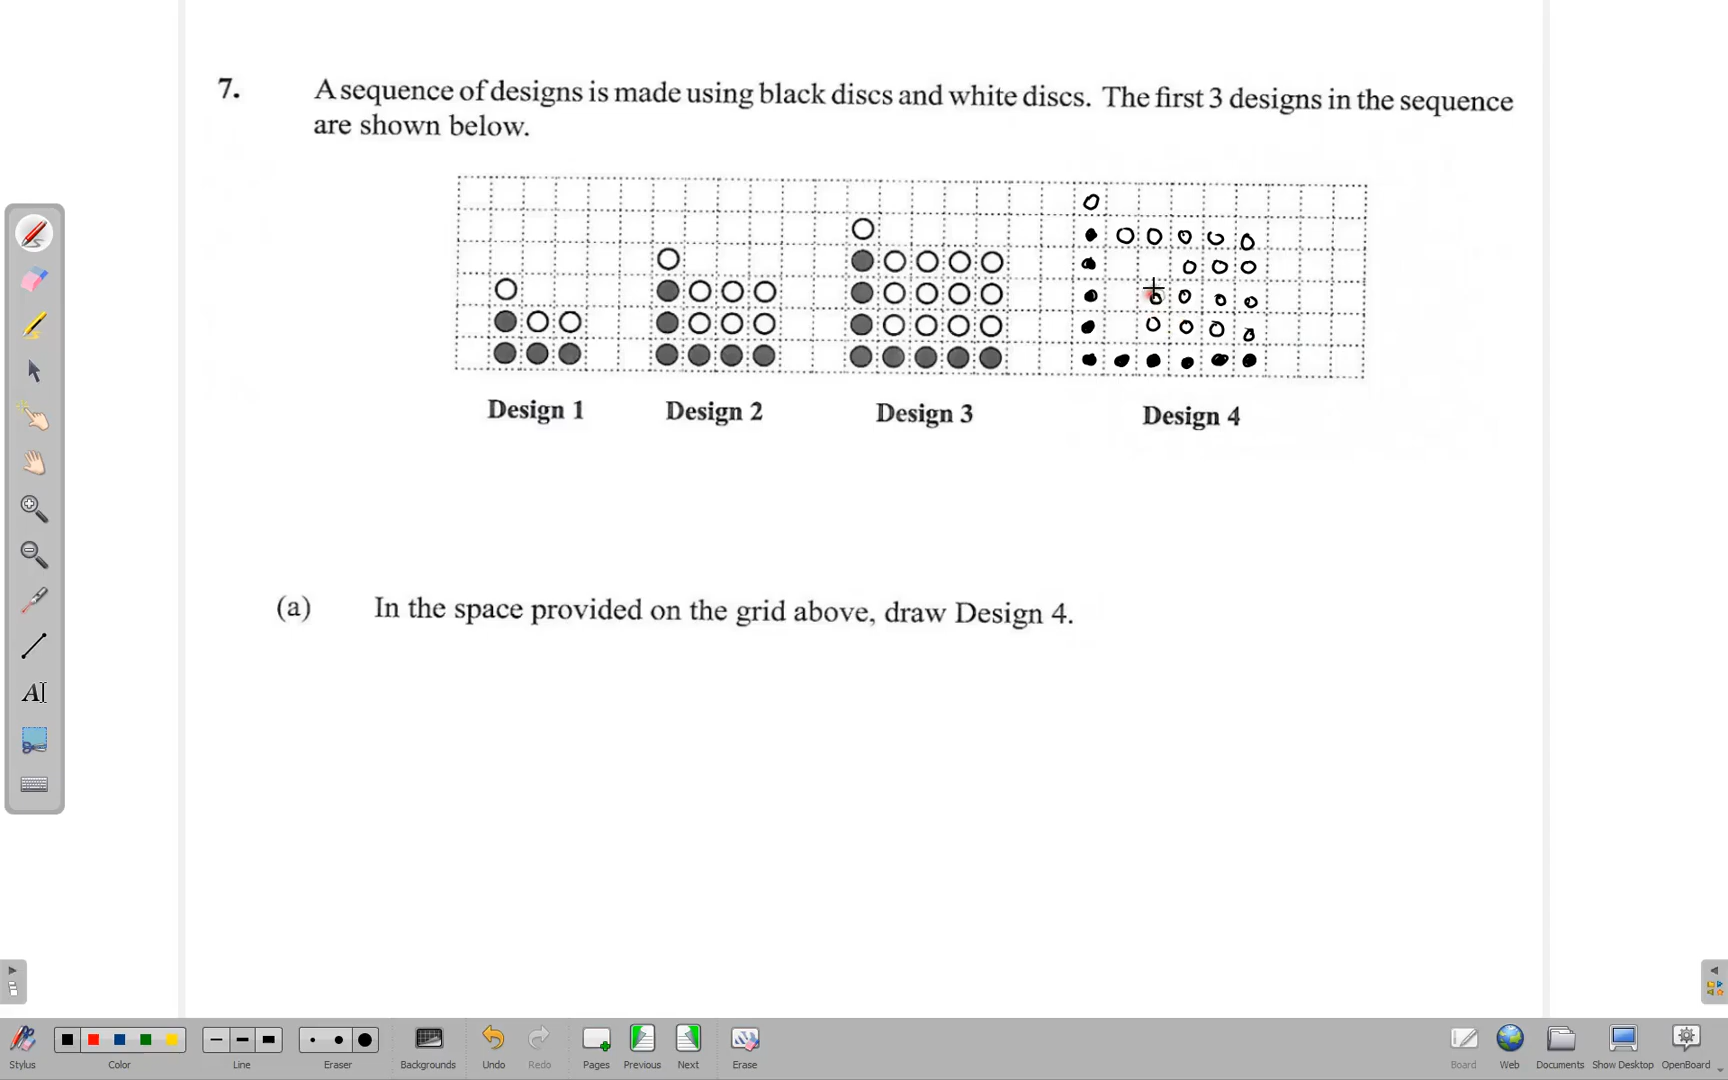 7. A sequence of designs is made using black discs and white discs. The first 3 designs in the sequence
are shown below.
Design 1 Design 2 Design 3 Design 4
(a) In the space provided on the grid above, draw Design 4.
AI
Stylus Color Line Eraser Backgrounds Undo Redo Pages Previous Next Erase Board Web Documents Show Desktop OpenBoard